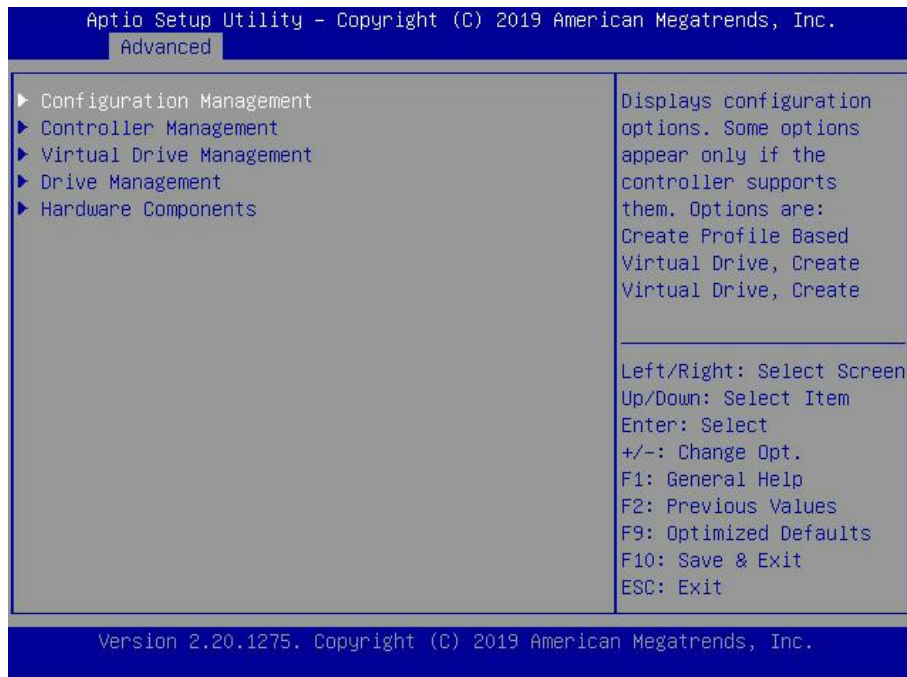 Aptio Setup Utility – Copyright (C) 2019 American Megatrends, Inc.
Advanced
Configuration Management
Controller Management
Virtual Drive Management
Drive Management
Hardware Components
Displays configuration
options. Some options
appear only if the
controller supports
them. Options are:
Create Profile Based
Virtual Drive, Create
Virtual Drive, Create
Left/Right: Select Screen
Up/Down: Select Item
Enter: Select
+/-: Change Opt.
F1: General Help
F2: Previous Values
F9: Optimized Defaults
F10: Save & Exit
ESC: Exit
Version 2.20.1275. Copyright (C) 2019 American Megatrends, Inc.